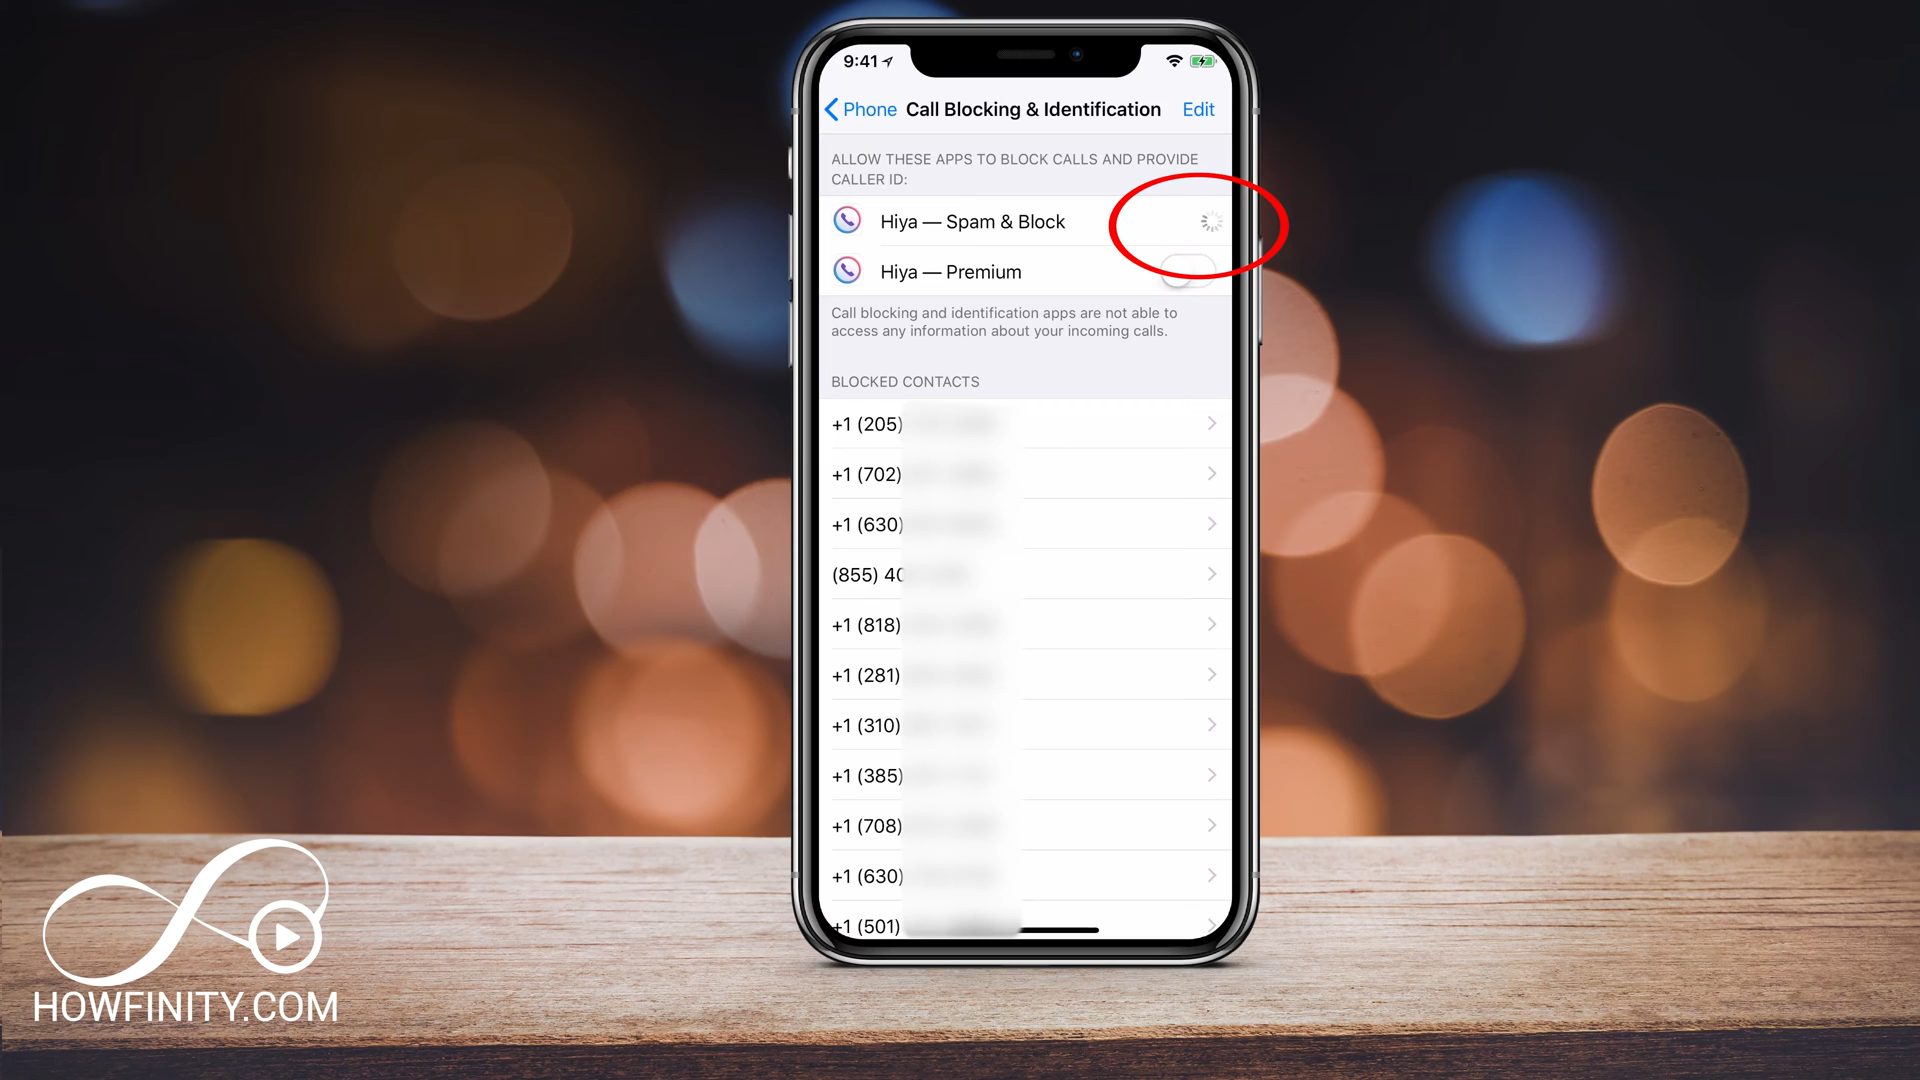 9:41
Phone Call Blocking & Identification Edit
ALLOW THESE APPS TO BLOCK CALLS AND PROVIDE
CALLER ID:
Hiya — Spam & Block
Hiya — Premium
Call blocking and identification apps are not able to
access any information about your incoming calls.
BLOCKED CONTACTS
+1 (205)
+1 (702)
+1 (630)
(855) 40
+1 (818)
+1 (281)
+1 (310)
+1 (385)
+1 (708)
+1 (630)
+1 (501)
HOWFINITY.COM